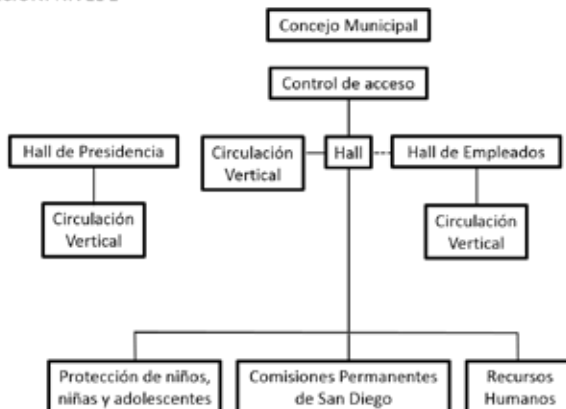 Concejo Municipal
Control de acceso
Hall de Presidencia
Circulación
Vertical
Hall
Hall de Empleados
Circulación
Vertical
Circulación
Vertical
Protección de niños,
niñas y adolescentes
Comisiones Permanentes
de San Diego
Recursos
Humanos